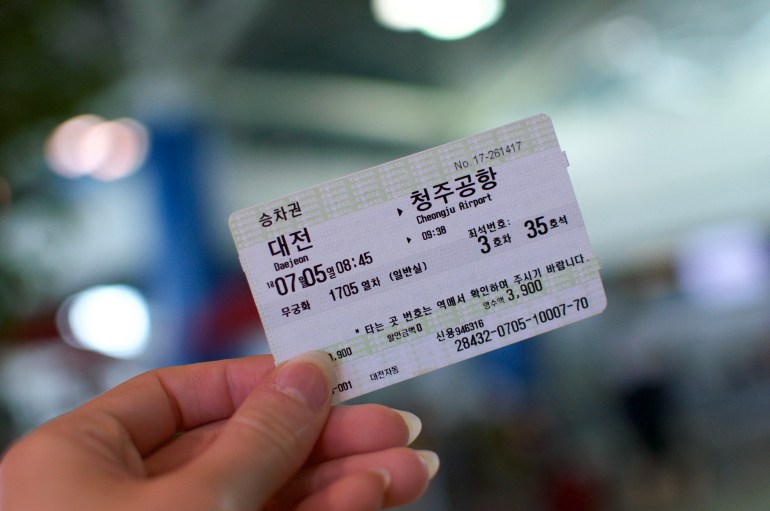 No. 17-261417
승차권
대전 ▸ 청주공항
Daejeon Cheongju Airport
07월05일 08:45 ▸ 09:38 좌석번호:
무궁화 1705 열차 (일반실) 3호차 35호석
* 타는 곳 번호는 역에서 확인하여 주시기 바랍니다.
,900 할인금액0 영수액 3,900
신용946316
-001 대전자동 28432-0705-10007-70